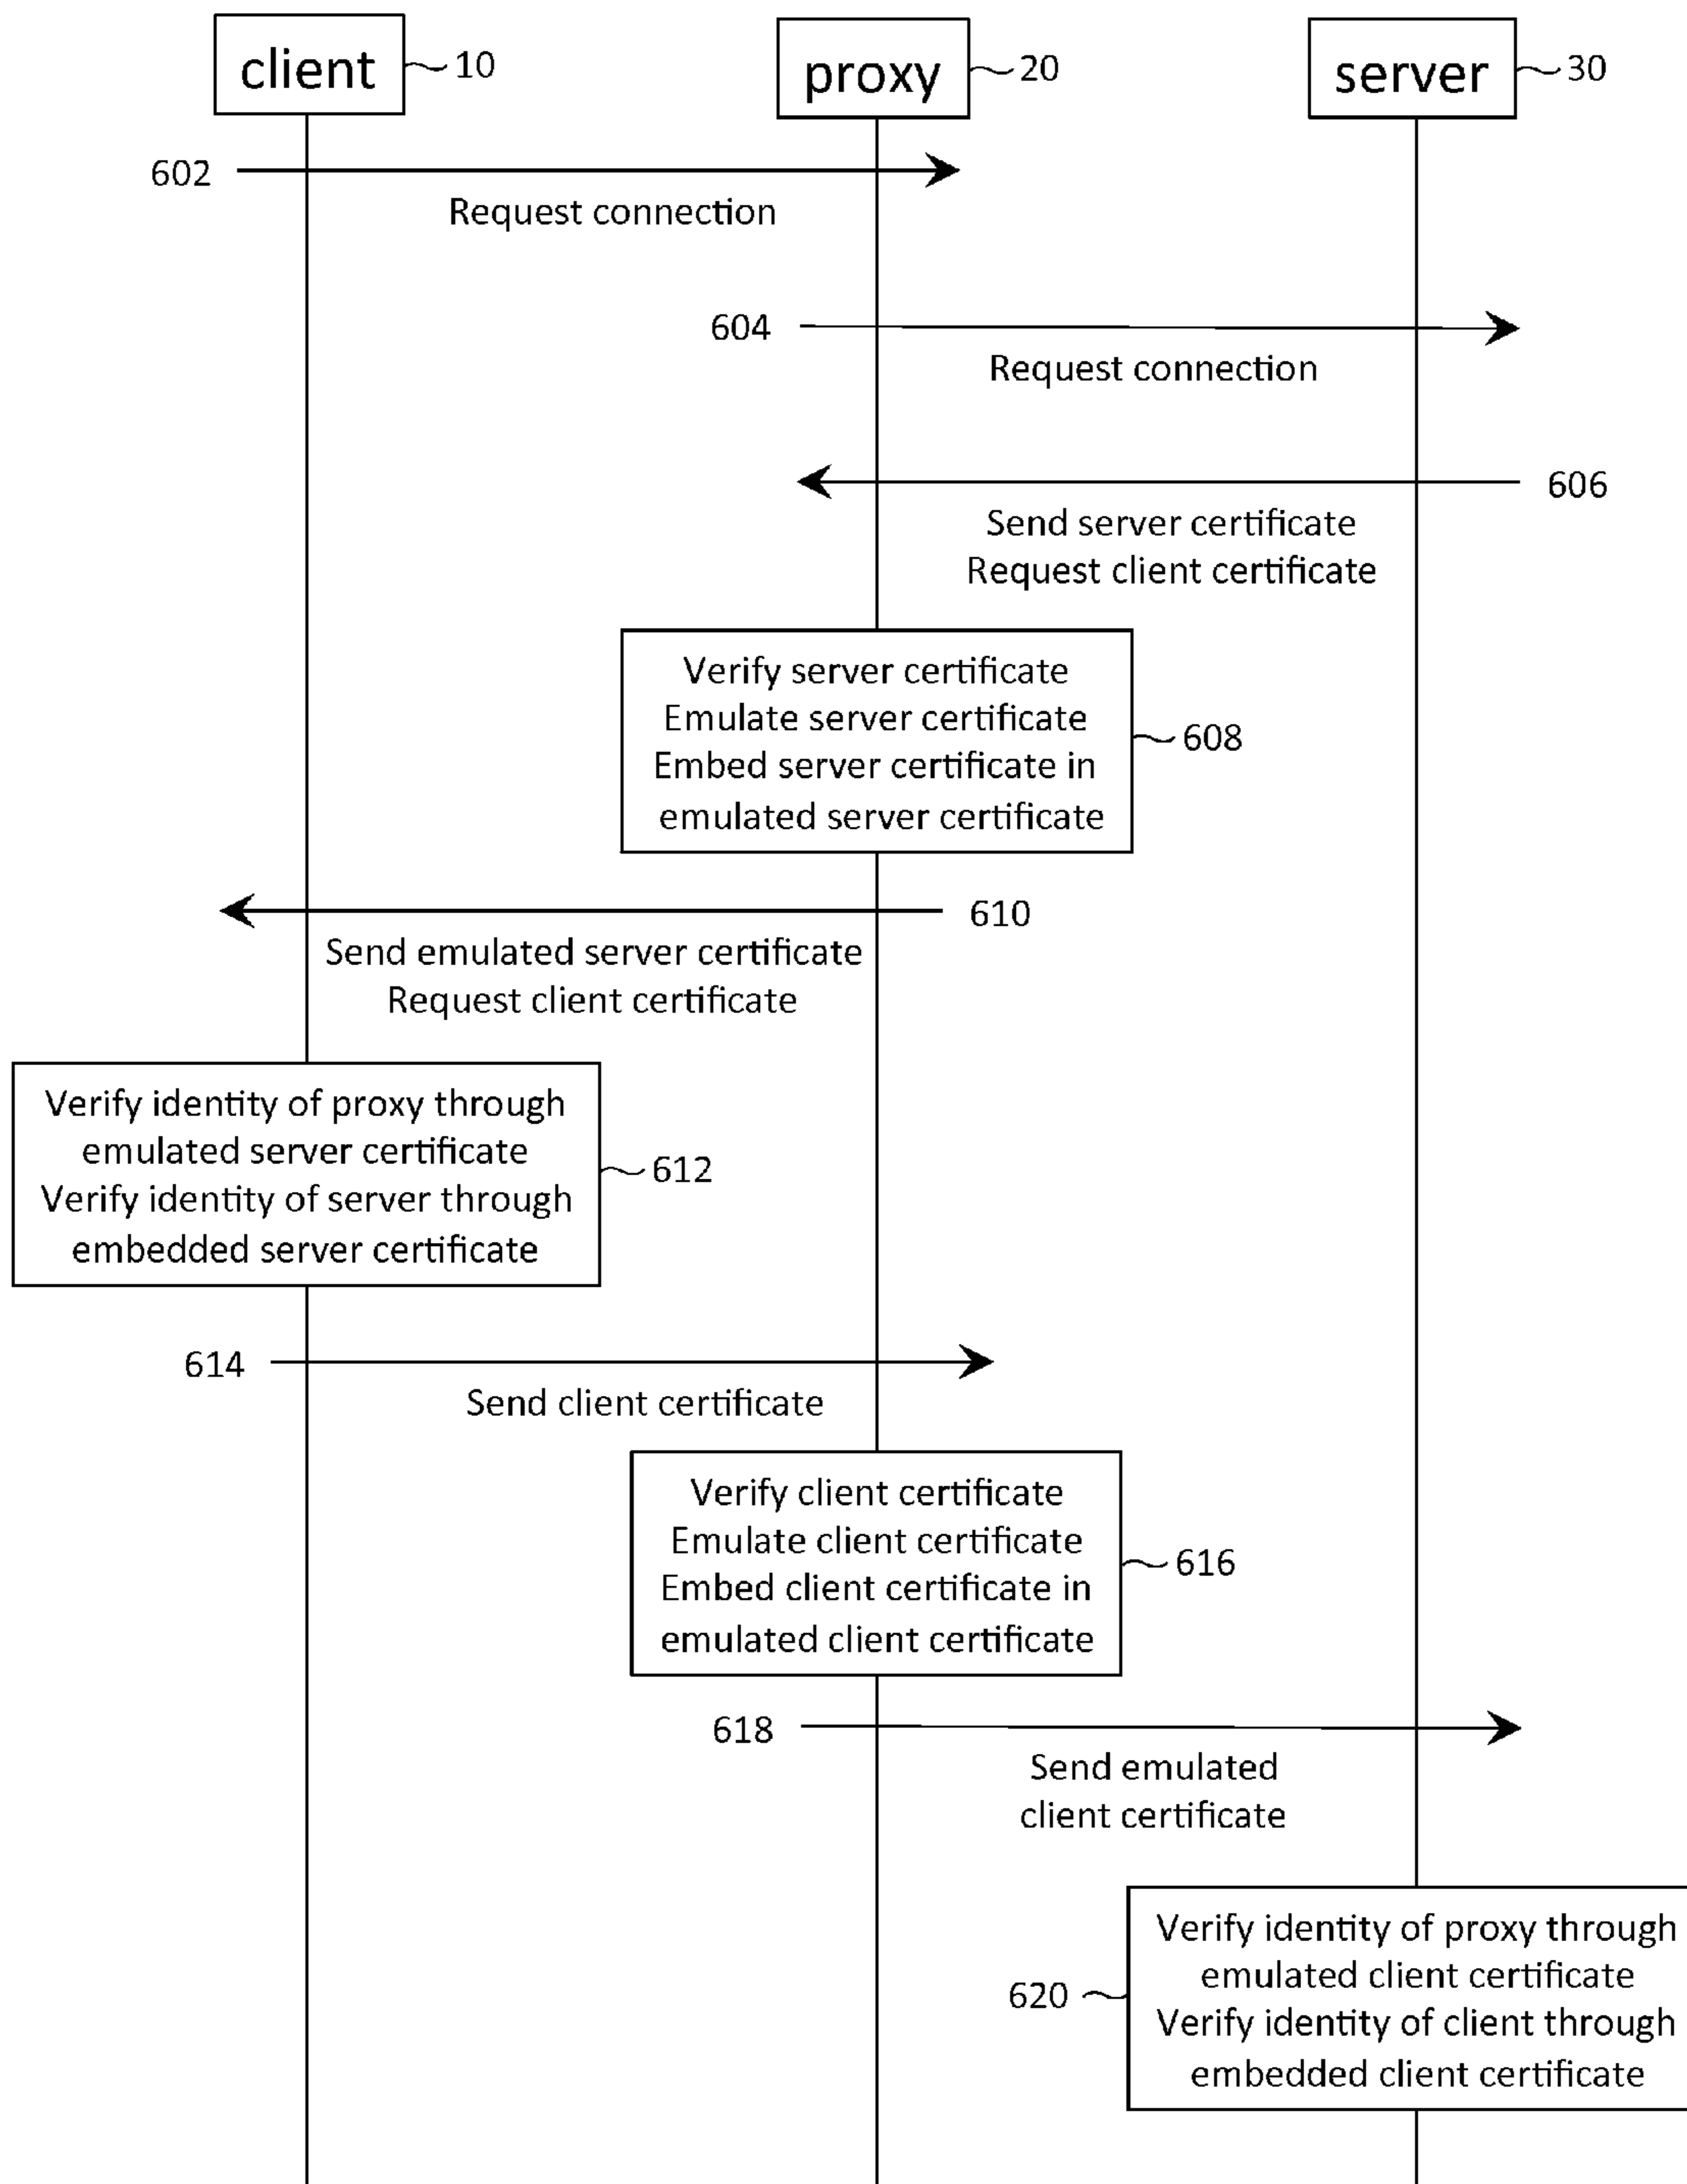 client
10
proxy
20
server
30
602
Request connection
604
Request connection
606
Send server certificate
Request client certificate
Verify server certificate
Emulate server certificate
Embed server certificate in
emulated server certificate
608
610
Send emulated server certificate
Request client certificate
Verify identity of proxy through
emulated server certificate
Verify identity of server through
embedded server certificate
612
614
Send client certificate
Verify client certificate
Emulate client certificate
Embed client certificate in
emulated client certificate
616
618
Send emulated
client certificate
Verify identity of proxy through
emulated client certificate
Verify identity of client through
embedded client certificate
620